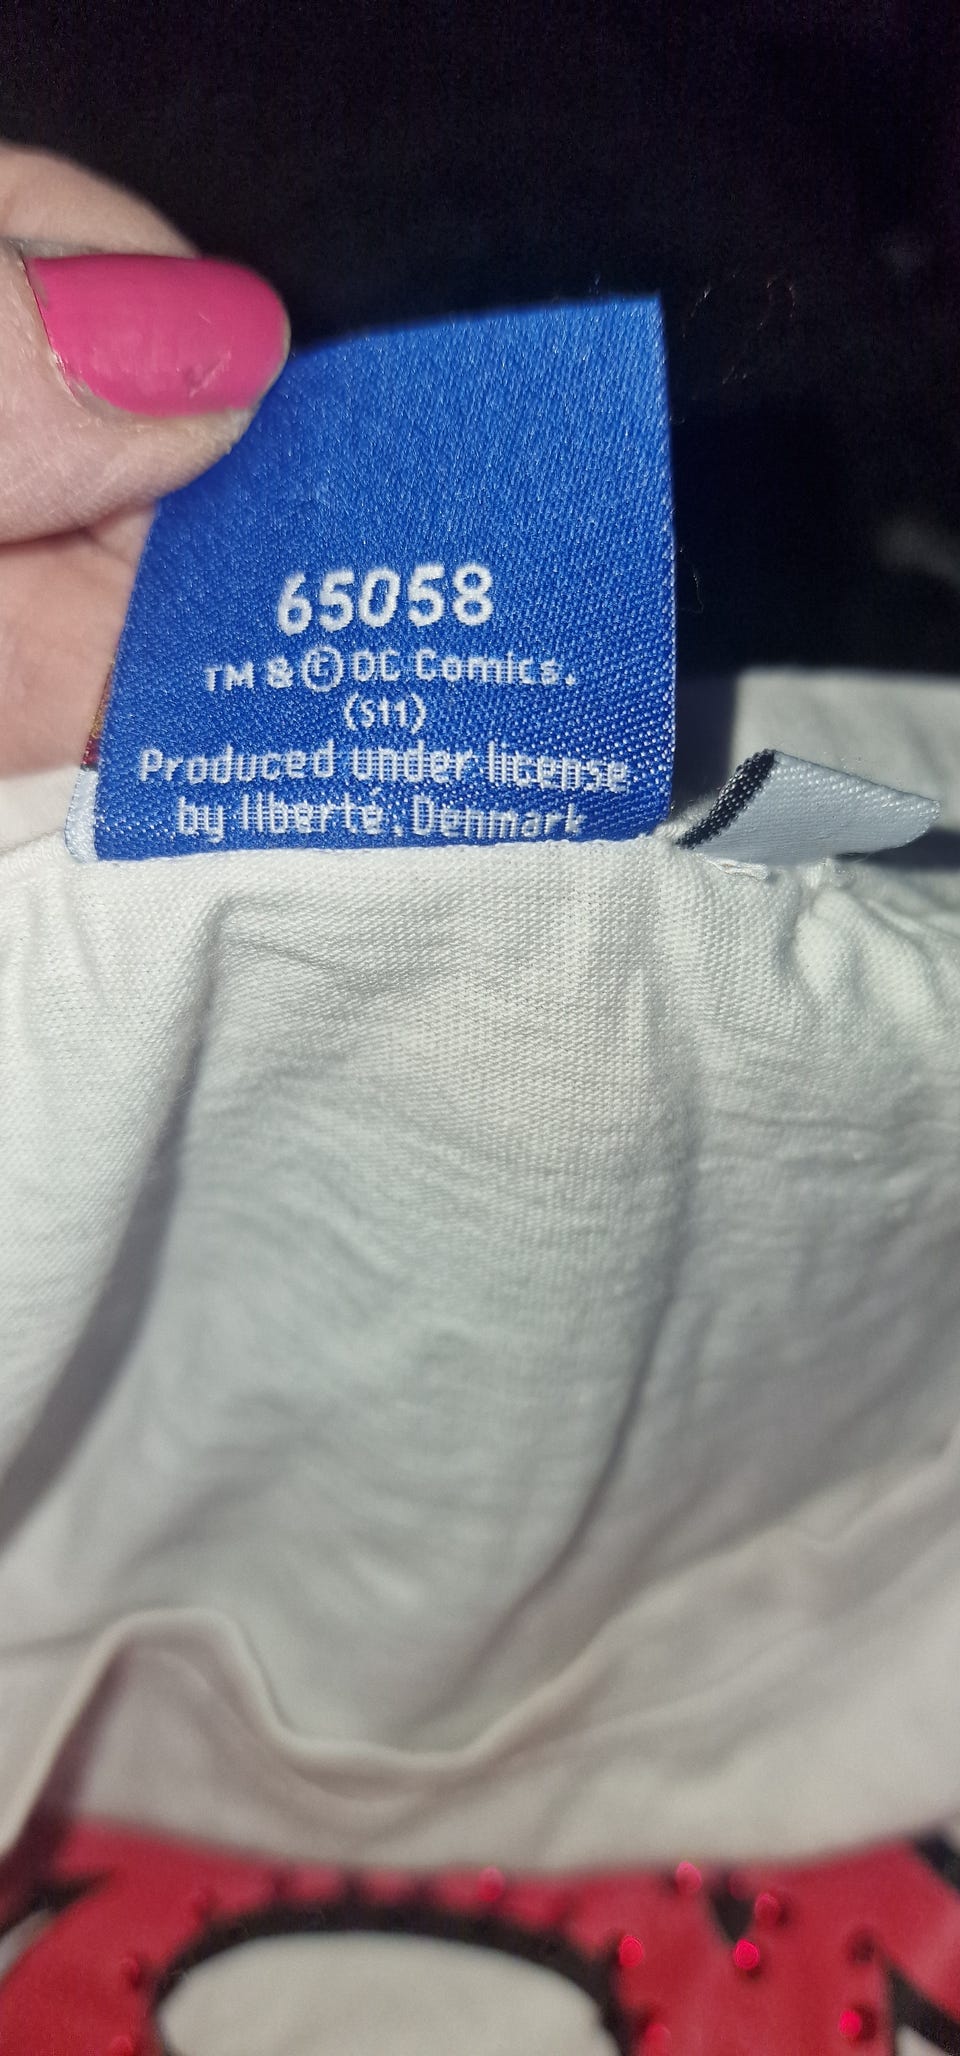 65058
TM & © DC Comics.
(S11)
Produced under license
by liberté, Denmark